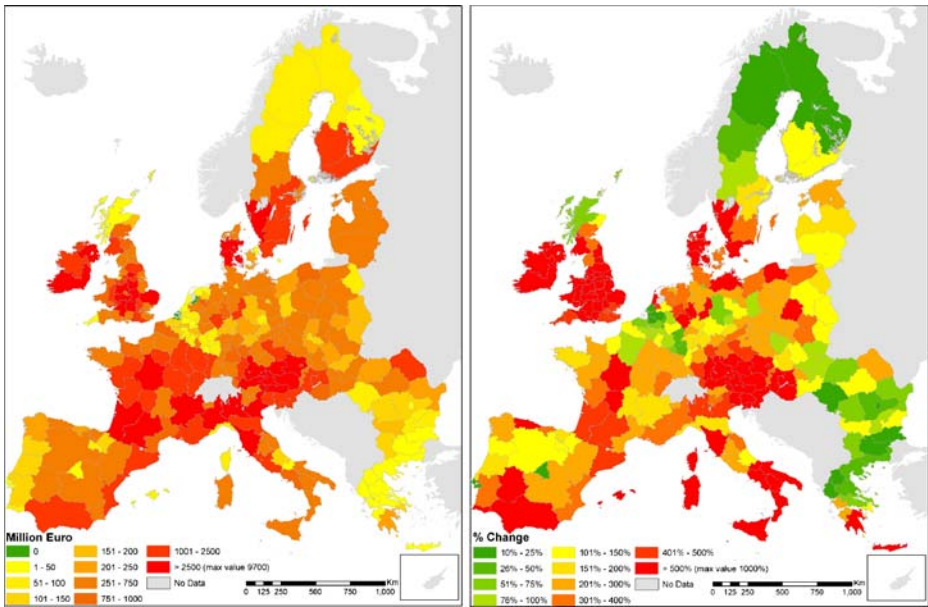 Million Euro
0
1 - 50
51 - 100
101 - 150
151 - 200
201 - 250
251 - 750
751 - 1000
1001 - 2500
> 2500 (max value 9700)
No Data
0 125 250 500 750 1,000
Km
% Change
10% - 25%
26% - 50%
51% - 75%
76% - 100%
101% - 150%
151% - 200%
201% - 300%
301% - 400%
401% - 500%
> 500% (max value 1000%)
No Data
0 125 250 500 750 1,000
Km